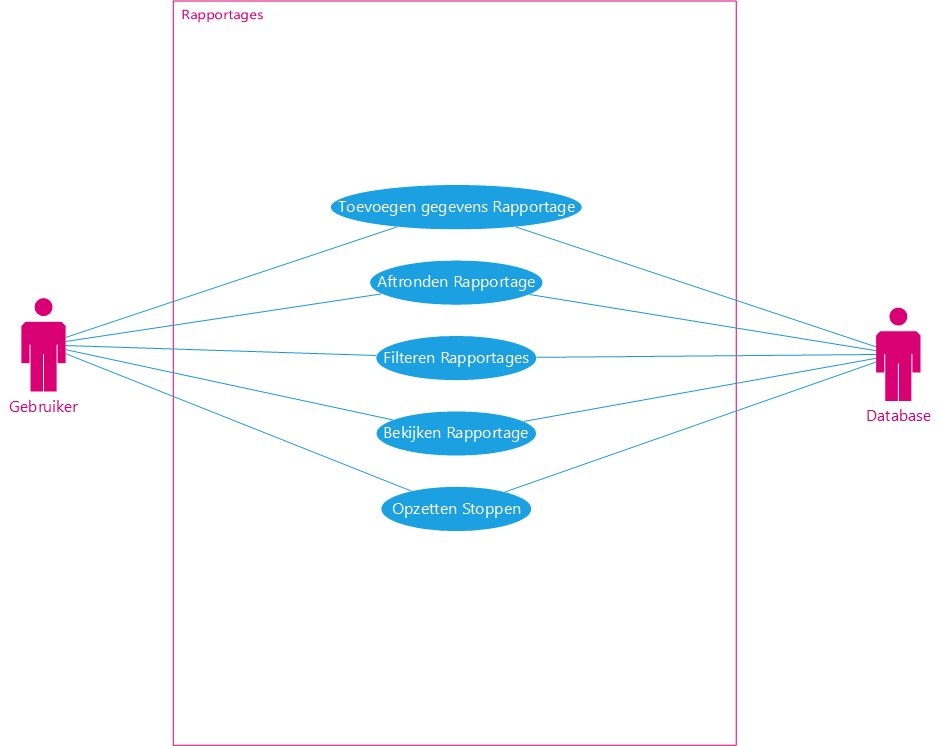 Rapportages
Toevoegen gegevens Rapportage
Aftronden Rapportage
Filteren Rapportages
Bekijken Rapportage
Opzetten Stoppen
Gebruiker
Database